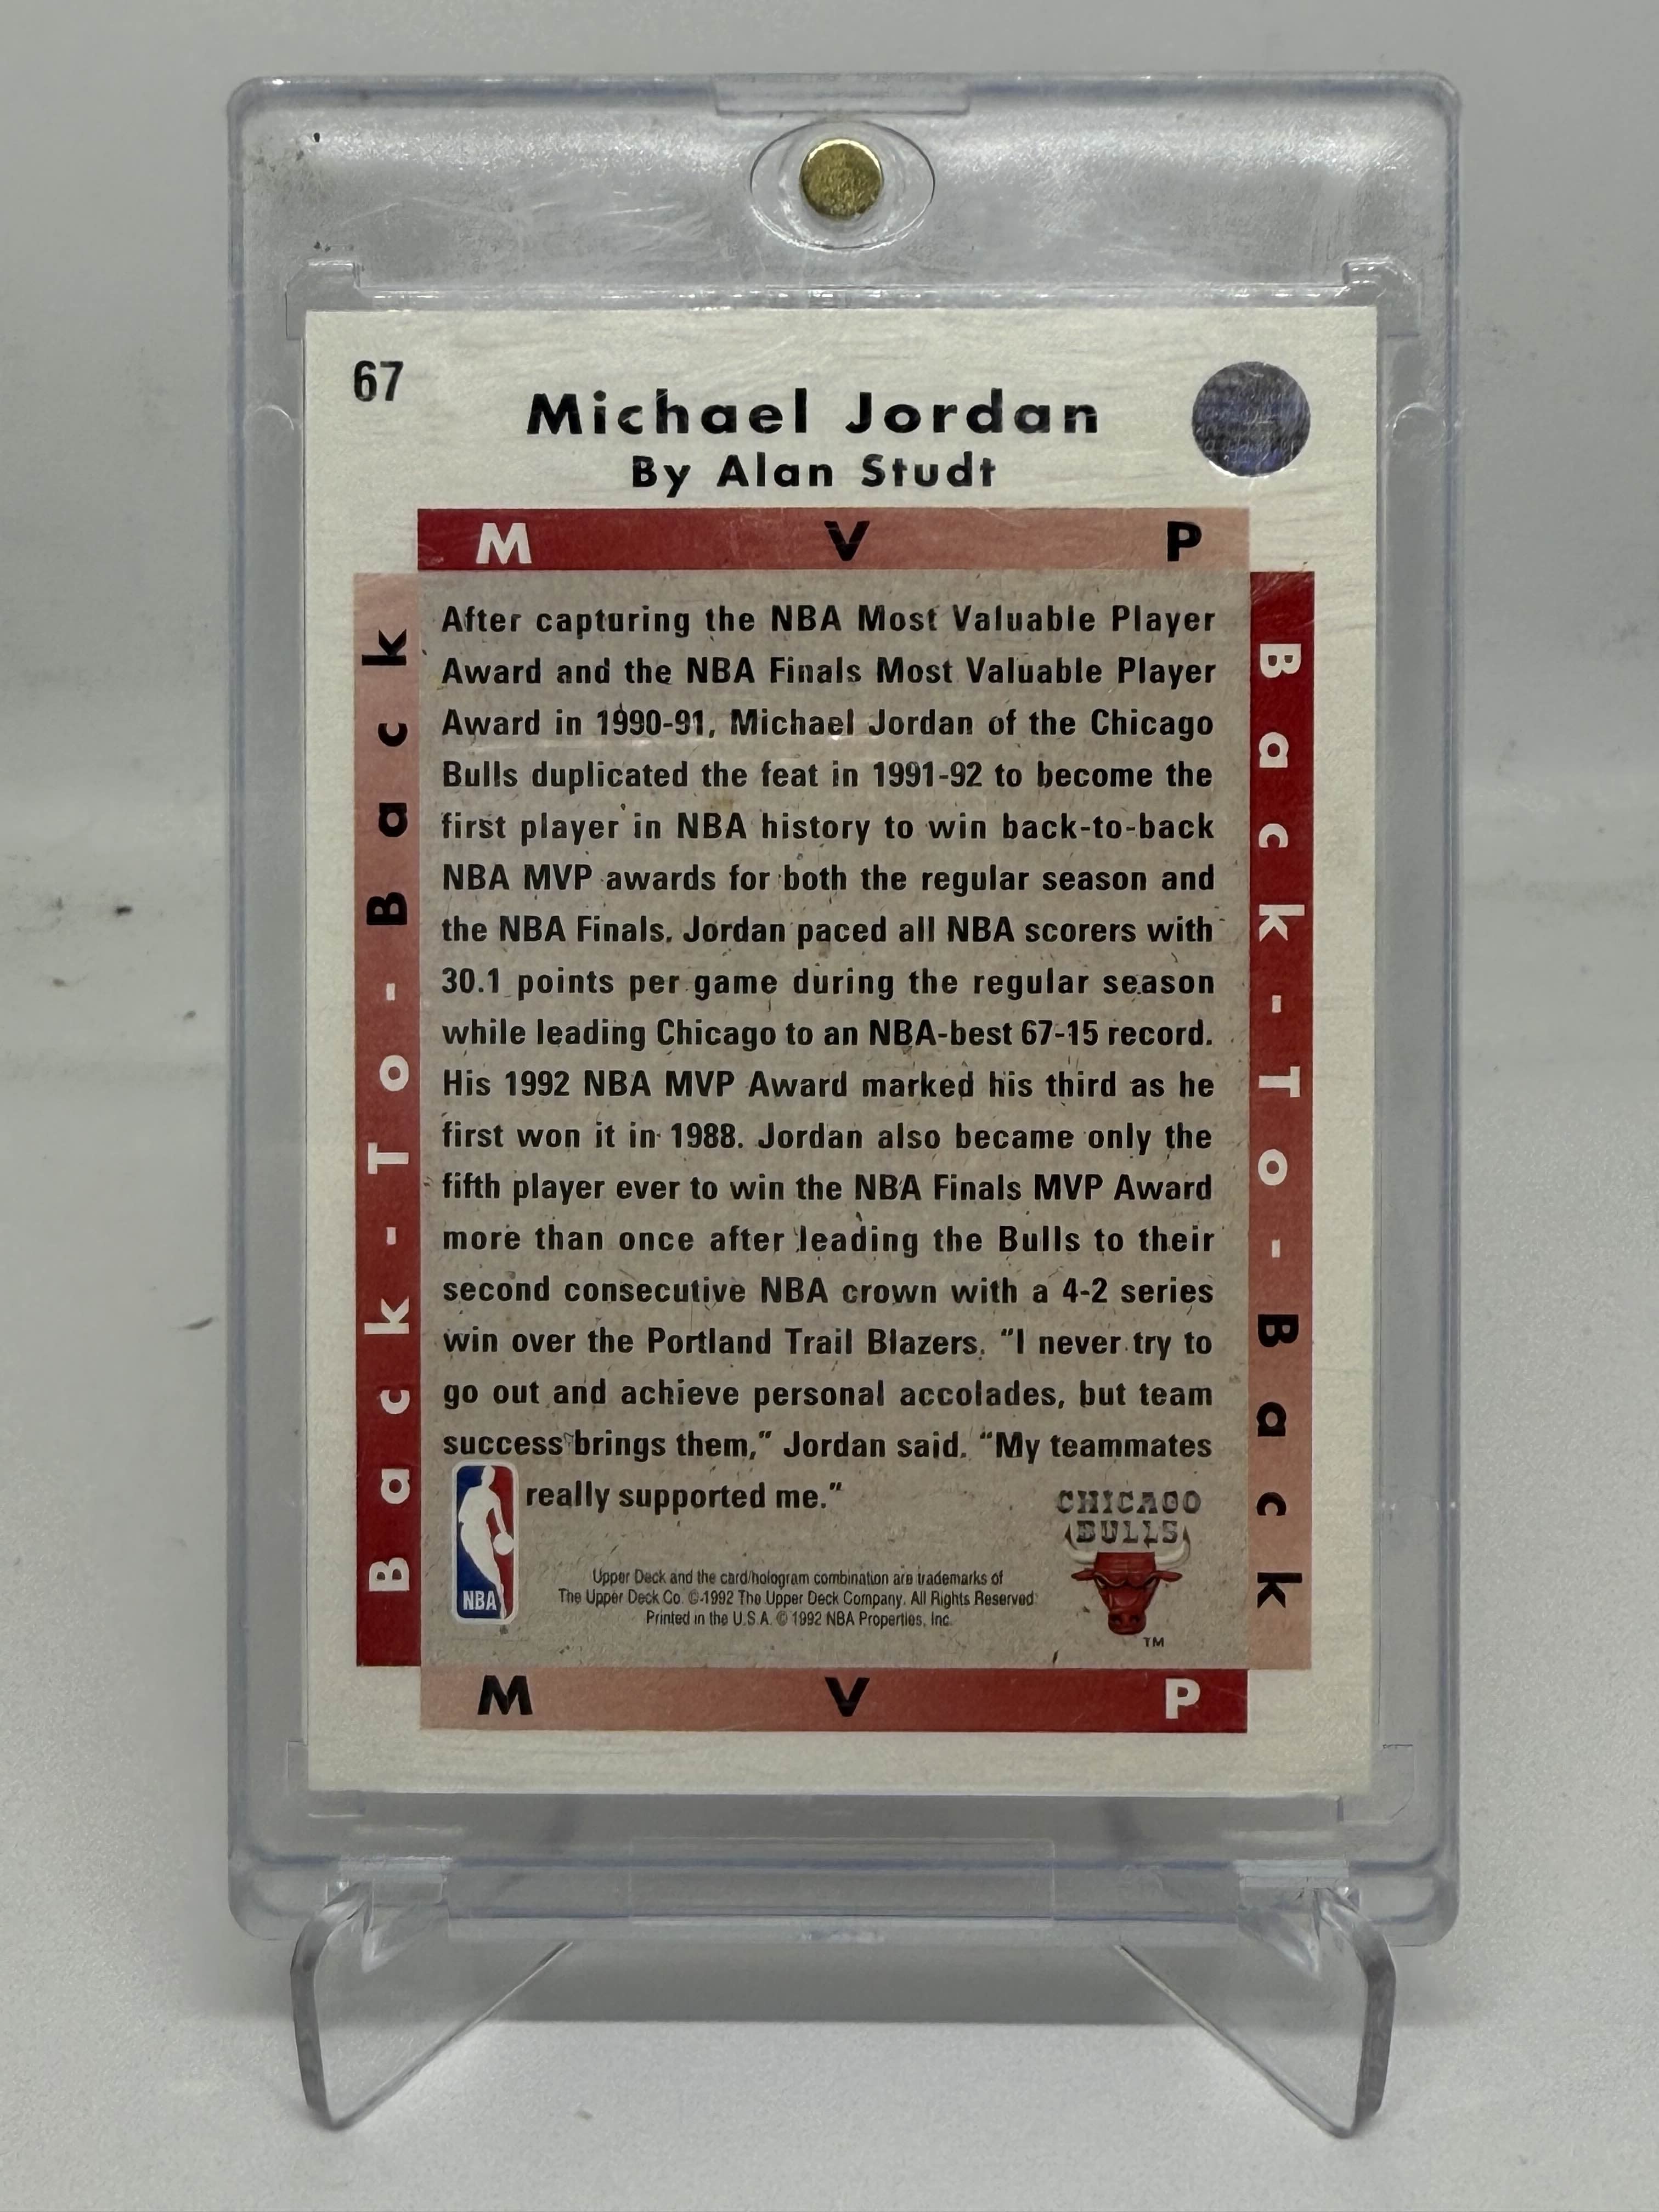 67
Michael Jordan
By Alan Studt
M V P
Back-To-Back
Back-To-Back
After capturing the NBA Most Valuable Player
Award and the NBA Finals Most Valuable Player
Award in 1990-91, Michael Jordan of the Chicago
Bulls duplicated the feat in 1991-92 to become the
first player in NBA history to win back-to-back
NBA MVP awards for both the regular season and
the NBA Finals. Jordan paced all NBA scorers with
30.1 points per game during the regular season
while leading Chicago to an NBA-best 67-15 record.
His 1992 NBA MVP Award marked his third as he
first won it in 1988. Jordan also became only the
fifth player ever to win the NBA Finals MVP Award
more than once after leading the Bulls to their
second consecutive NBA crown with a 4-2 series
win over the Portland Trail Blazers. "I never try to
go out and achieve personal accolades, but team
success brings them," Jordan said. "My teammates
really supported me."
NBA
CHICAGO
BULLS
TM
Upper Deck and the card/hologram combination are trademarks of
The Upper Deck Co. © 1992 The Upper Deck Company. All Rights Reserved
Printed in the U.S.A. © 1992 NBA Properties, Inc.
M V P